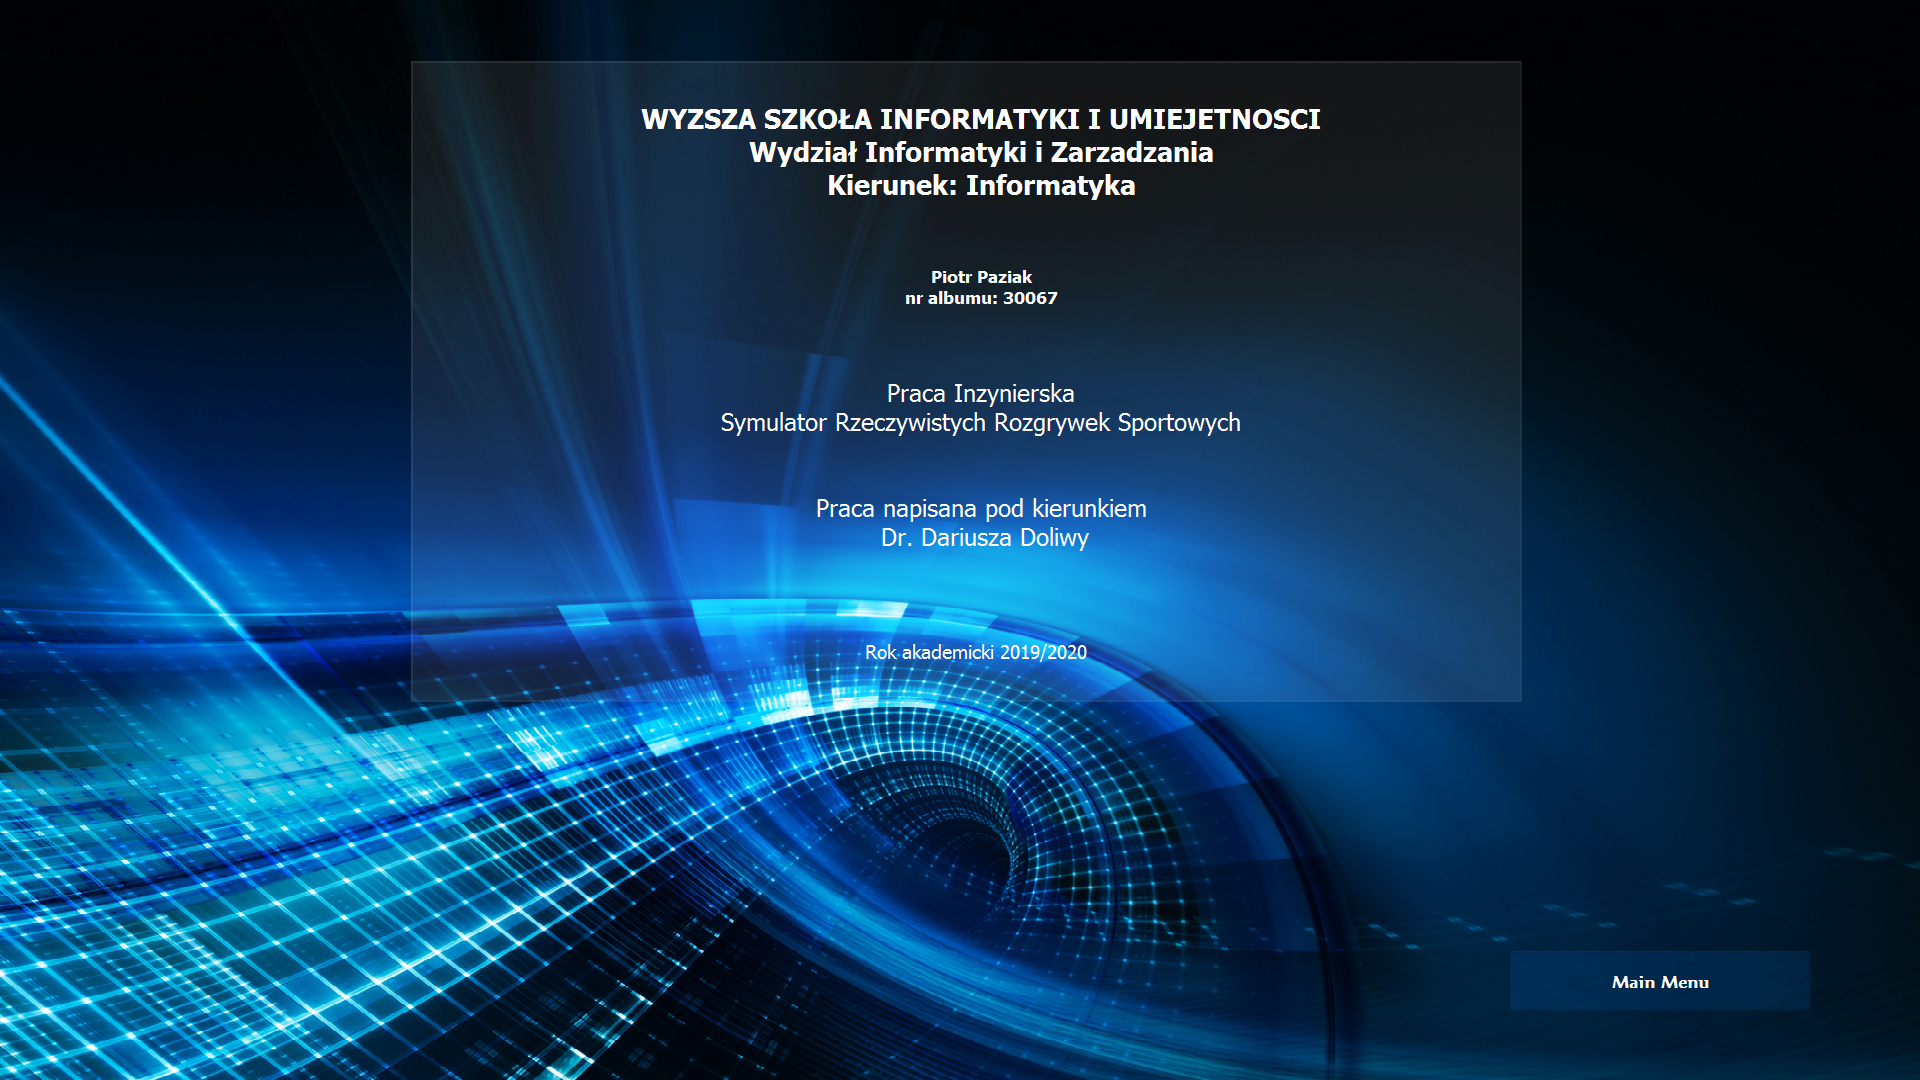 WYZSZA SZKOŁA INFORMATYKI I UMIEJETNOSCI
Wydział Informatyki i Zarzadzania
Kierunek: Informatyka
Piotr Paziak
nr albumu: 30067
Praca Inzynierska
Symulator Rzeczywistych Rozgrywek Sportowych
Praca napisana pod kierunkiem
Dr. Dariusza Doliwy
Rok akademicki 2019/2020
Main Menu